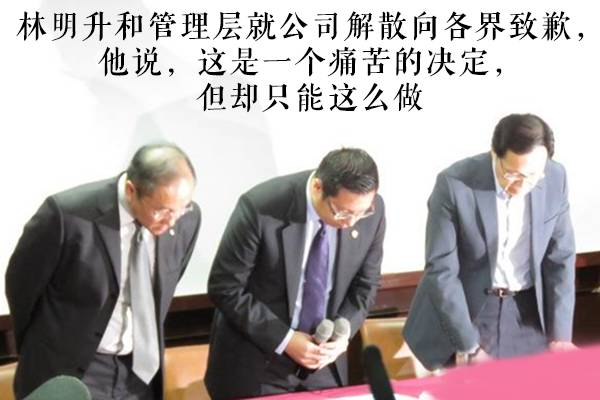 林明升和管理层就公司解散向各界致歉，
他说，这是一个痛苦的决定，
但却只能这么做